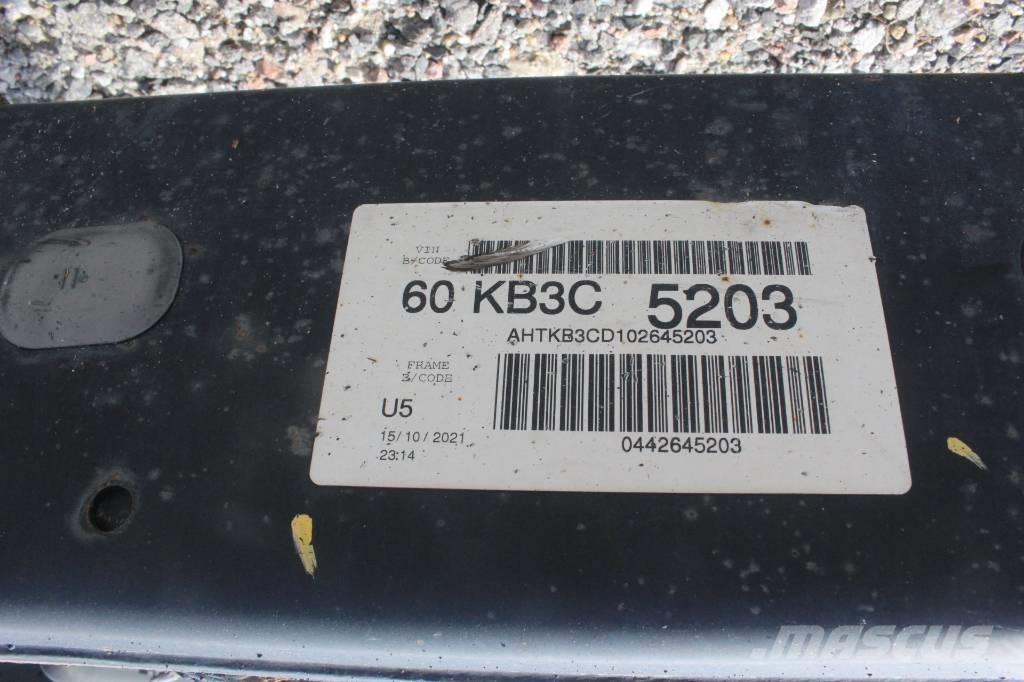 VIN
B/CODE
60 KB3C 5203
AHTKB3CD102645203
FRAME
B/CODE
U5
15/10/2021
23:14
0442645203
MASCUS